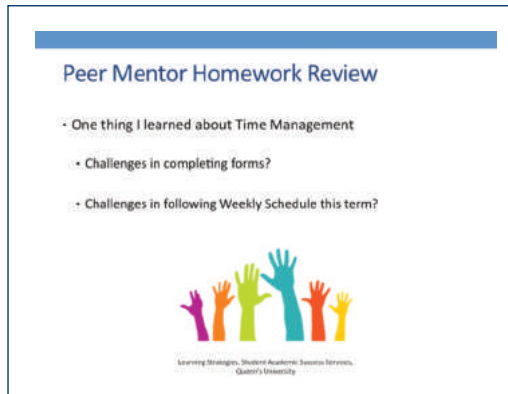 Peer Mentor Homework Review
• One thing I learned about Time Management
• Challenges in completing forms?
• Challenges in following Weekly Schedule this term?
Learning Strategies, Student Academic Success Services,
Queen's University